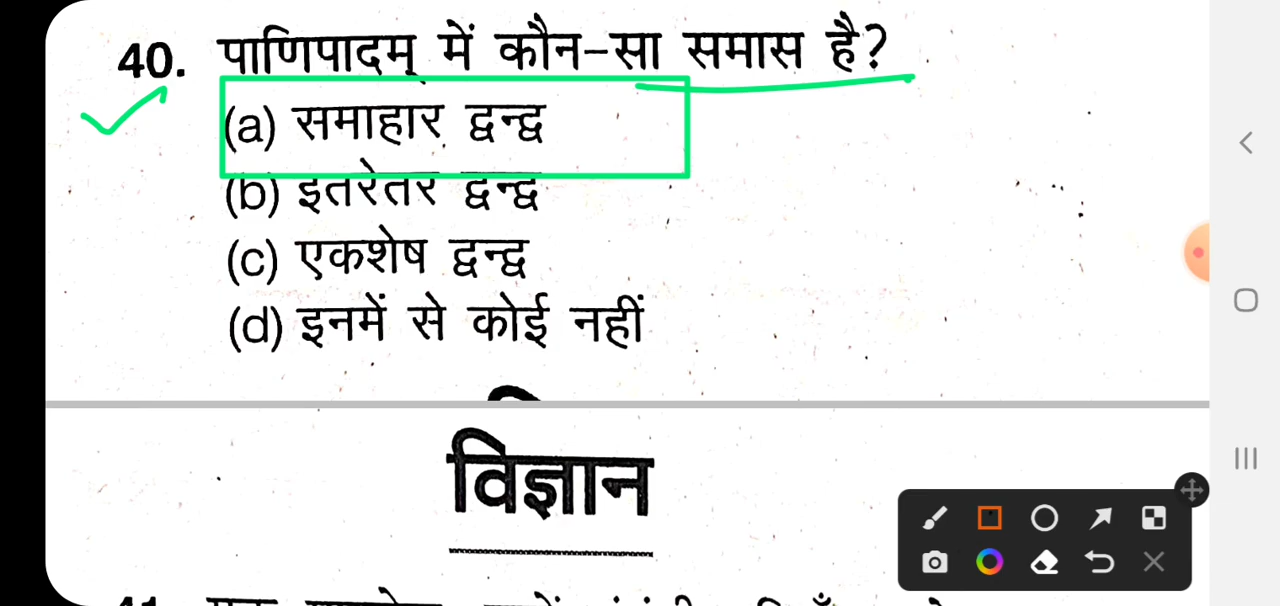 40. पाणिपादम् में कौन-सा समास है?
(a) समाहार द्वन्द्व
(b) इतरेतर द्वन्द्व
(c) एकशेष द्वन्द्व
(d) इनमें से कोई नहीं
विज्ञान